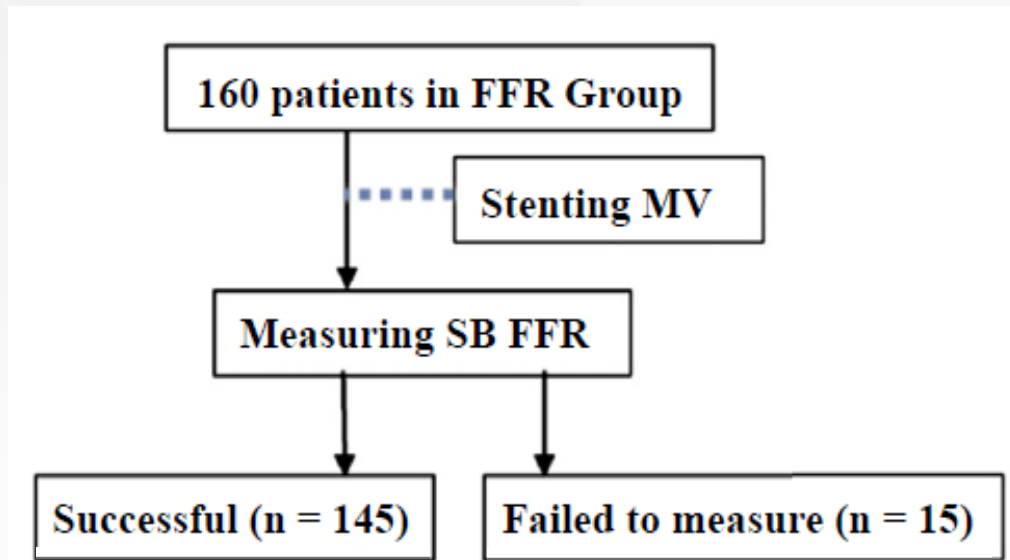 160 patients in FFR Group
Stenting MV
Measuring SB FFR
Successful (n = 145)
Failed to measure (n = 15)